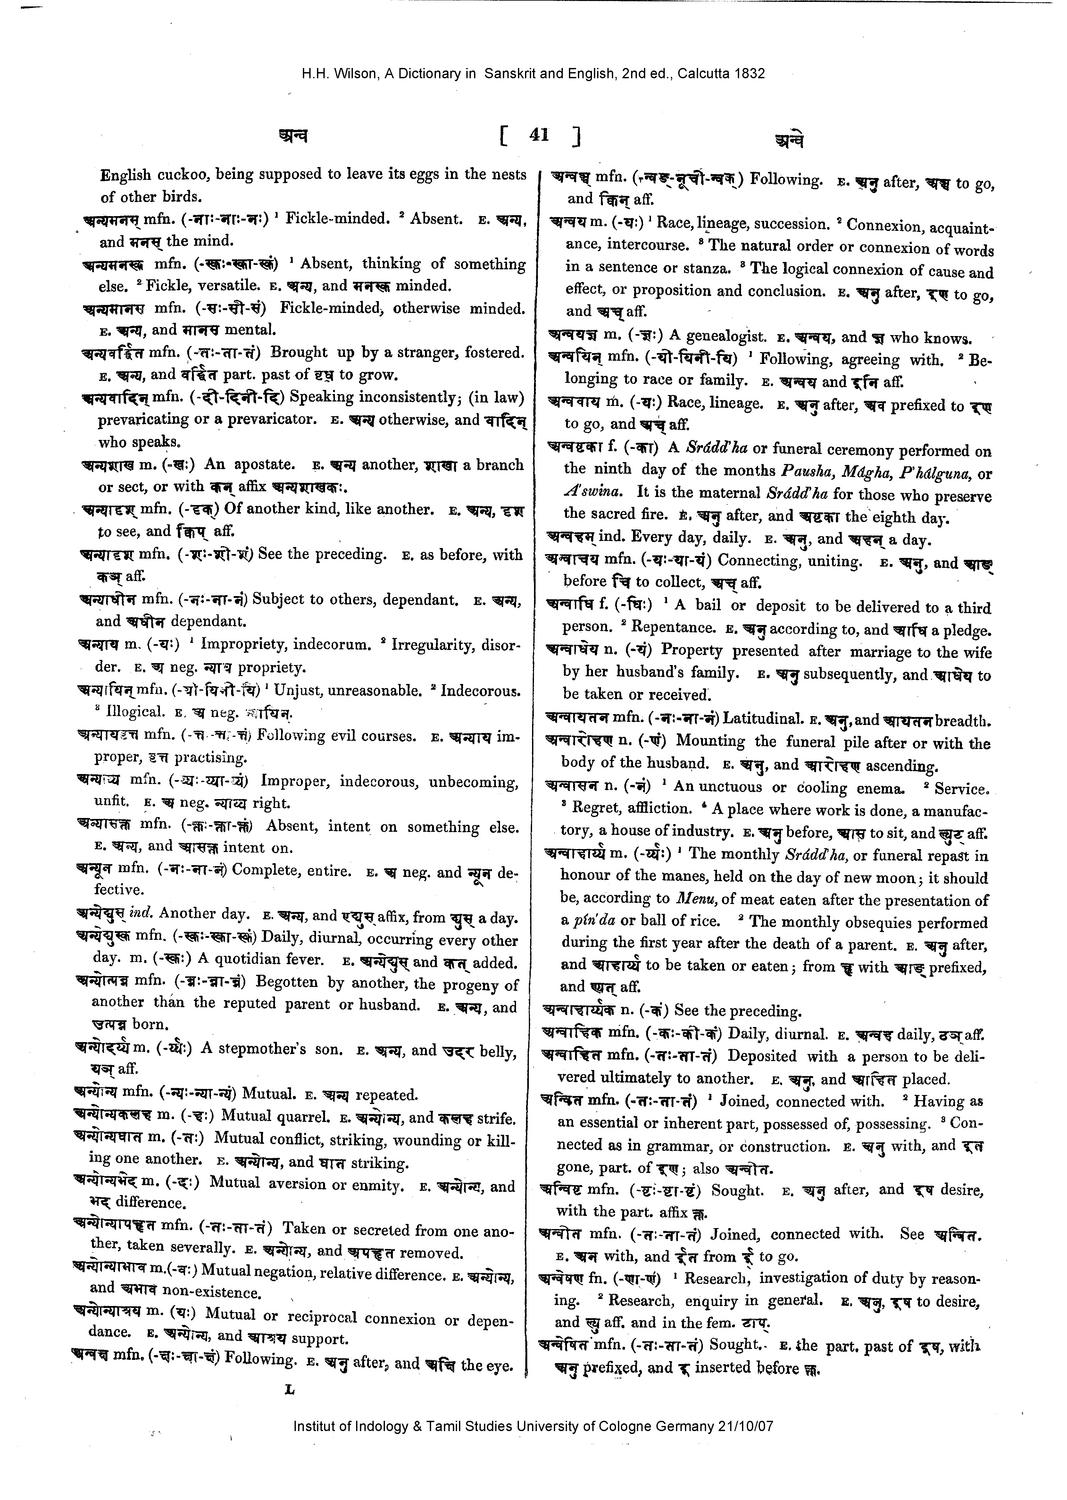 H.H. Wilson, A Dictionary in Sanskrit and English, 2nd ed., Calcutta 1832
अन्व [ 41 ] अन्वे
English cuckoo, being supposed to leave its eggs in the nests
of other birds.
अन्यमनस् mfn. (-नाः-नाः-नः) ¹ Fickle-minded. ² Absent. E. अन्य,
and मनस् the mind.
अन्यमनस्क mfn. (-स्कः-स्का-स्कं) ¹ Absent, thinking of something
else. ² Fickle, versatile. E. अन्य, and मनस्क minded.
अन्यमानस mfn. (-सः-सी-सं) Fickle-minded, otherwise minded.
E. अन्य, and मानस mental.
अन्यवर्द्धित mfn. (-तः-ता-तं) Brought up by a stranger, fostered.
E. अन्य, and वर्द्धित part. past of वृध to grow.
अन्यवादिन् mfn. (-दी-दिनी-दि) Speaking inconsistently; (in law)
prevaricating or a prevaricator. E. अन्य otherwise, and वादिन्
who speaks.
अन्यशाख m. (-खः) An apostate. E. अन्य another, शाखा a branch
or sect, or with कन् affix अन्यशाखकः.
अन्यादृश् mfn. (-दृक्) Of another kind, like another. E. अन्य, दृश
to see, and क्विप् aff.
अन्यादृश mfn. (-शः-शी-शं) See the preceding. E. as before, with
कञ् aff.
अन्याधीन mfn. (-नः-ना-नं) Subject to others, dependant. E. अन्य,
and अधीन dependant.
अन्याय m. (-यः) ¹ Impropriety, indecorum. ² Irregularity, disor-
der. E. अ neg. न्याय propriety.
अन्यायिन् mfn. (-यी-यिनी-यि) ¹ Unjust, unreasonable. ² Indecorous.
³ Illogical. E. अ neg. न्यायिन्.
अन्यायवृत्त mfn. (-त्तः-त्ता-त्तं) Following evil courses. E. अन्याय im-
proper, वृत्त practising.
अन्याय्य mfn. (-य्यः-य्या-य्यं) Improper, indecorous, unbecoming,
unfit. E. अ neg. न्याय्य right.
अन्यासक्त mfn. (-क्तः-क्ता-क्तं) Absent, intent on something else.
E. अन्य, and आसक्त intent on.
अन्यून mfn. (-नः-ना-नं) Complete, entire. E. अ neg. and न्यून de-
fective.
अन्येद्युस् ind. Another day. E. अन्य, and एद्युस् affix, from द्युस् a day.
अन्येद्युस्क mfn. (-स्कः-स्का-स्कं) Daily, diurnal, occurring every other
day. m. (-स्कः) A quotidian fever. E. अन्येद्युस् and कन् added.
अन्योत्पन्न mfn. (-न्नः-न्ना-न्नं) Begotten by another, the progeny of
another than the reputed parent or husband. E. अन्य, and
उत्पन्न born.
अन्योदर्य्य m. (-र्य्यः) A stepmother's son. E. अन्य, and उदर belly,
यञ् aff.
अन्योन्य mfn. (-न्यः-न्या-न्यं) Mutual. E. अन्य repeated.
अन्योन्यकलह m. (-हः) Mutual quarrel. E. अन्योन्य, and कलह strife.
अन्योन्यघात m. (-तः) Mutual conflict, striking, wounding or kill-
ing one another. E. अन्योन्य, and घात striking.
अन्योन्यभेद m. (-दः) Mutual aversion or enmity. E. अन्योन्य, and
भेद difference.
अन्योन्यापहृत mfn. (-तः-ता-तं) Taken or secreted from one ano-
ther, taken severally. E. अन्योन्य, and अपहृत removed.
अन्योन्याभाव m.(-वः) Mutual negation, relative difference. E. अन्योन्य,
and अभाव non-existence.
अन्योन्याश्रय m. (यः) Mutual or reciprocal connexion or depen-
dance. E. अन्योन्य, and आश्रय support.
अन्वच mfn. (-चः-चा-चं) Following. E. अनु after, and अक्षि the eye.
L
अन्वञ्च् mfn. (-न्वङ्-नूची-न्वक्) Following. E. अनु after, अञ्च to go,
and क्विन् aff.
अन्वय m. (-यः) ¹ Race, lineage, succession. ² Connexion, acquaint-
ance, intercourse. ³ The natural order or connexion of words
in a sentence or stanza. ³ The logical connexion of cause and
effect, or proposition and conclusion. E. अनु after, इण to go,
and अच् aff.
अन्वयज्ञ m. (-ज्ञः) A genealogist. E. अन्वय, and ज्ञ who knows.
अन्वयिन् mfn. (-यी-यिनी-यि) ¹ Following, agreeing with. ² Be-
longing to race or family. E. अन्वय and इनि aff.
अन्ववाय m. (-यः) Race, lineage. E. अनु after, अव prefixed to इण
to go, and अच् aff.
अन्वष्टका f. (-का) A Srádd'ha or funeral ceremony performed on
the ninth day of the months Pausha, Mágha, P'hálguna, or
A'swina. It is the maternal Srádd'ha for those who preserve
the sacred fire. E. अनु after, and अष्टका the eighth day.
अन्वहम् ind. Every day, daily. E. अनु, and अहन् a day.
अन्वाचय mfn. (-यः-या-यं) Connecting, uniting. E. अनु, and आङ्
before चि to collect, अच् aff.
अन्वाधि f. (-धिः) ¹ A bail or deposit to be delivered to a third
person. ² Repentance. E. अनु according to, and आधि a pledge.
अन्वाधेय n. (-यं) Property presented after marriage to the wife
by her husband's family. E. अनु subsequently, and आधेय to
be taken or received.
अन्वायतन mfn. (-नः-ना-नं) Latitudinal. E. अनु, and आयतन breadth.
अन्वारोहण n. (-णं) Mounting the funeral pile after or with the
body of the husband. E. अनु, and आरोहण ascending.
अन्वासन n. (-नं) ¹ An unctuous or cooling enema. ² Service.
³ Regret, affliction. ⁴ A place where work is done, a manufac-
tory, a house of industry. E. अनु before, आस to sit, and ल्युट aff.
अन्वाहार्य्य m. (-र्य्यः) ¹ The monthly Srádd'ha, or funeral repast in
honour of the manes, held on the day of new moon; it should
be, according to Menu, of meat eaten after the presentation of
a pín'da or ball of rice. ² The monthly obsequies performed
during the first year after the death of a parent. E. अनु after,
and आहार्य्य to be taken or eaten; from हृ with आङ् prefixed,
and ण्यत् aff.
अन्वाहार्य्यक n. (-कं) See the preceding.
अन्वाह्निक mfn. (-कः-की-कं) Daily, diurnal. E. अन्वह daily, ठञ् aff.
अन्वाहित mfn. (-तः-ता-तं) Deposited with a person to be deli-
vered ultimately to another. E. अनु, and आहित placed.
अन्वित mfn. (-तः-ता-तं) ¹ Joined, connected with. ² Having as
an essential or inherent part, possessed of, possessing. ³ Con-
nected as in grammar, or construction. E. अनु with, and इत
gone, part. of इण; also अन्वीत.
अन्विष्ट mfn. (-ष्टः-ष्टा-ष्टं) Sought. E. अनु after, and इष desire,
with the part. affix क्त.
अन्वीत mfn. (-तः-ता-तं) Joined, connected with. See अन्वित.
E. अन with, and ईत from ई to go.
अन्वेषण fn. (-णा-णं) ¹ Research, investigation of duty by reason-
ing. ² Research, enquiry in general. E. अनु, इष to desire,
and ल्यु aff. and in the fem. टाप्.
अन्वेषित mfn. (-तः-ता-तं) Sought. E. the part. past of इष, with
अनु prefixed, and इ inserted before क्त.
Institut of Indology & Tamil Studies University of Cologne Germany 21/10/07